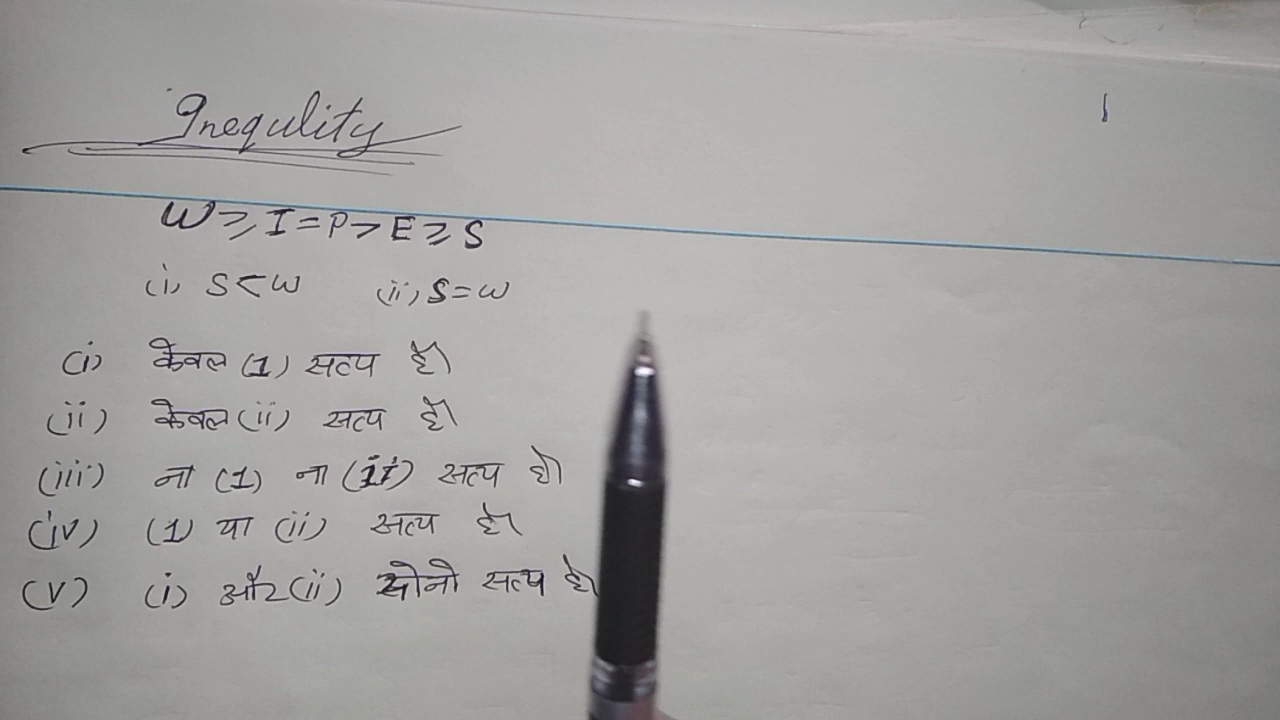 Inequlity
1
W ≥ I = P > E ≥ S
(i) S < W (ii) S = W
(i) केवल (1) सत्य है।
(ii) केवल (ii) सत्य है।
(iii) ना (1) ना (ii) सत्य है।
(iv) (1) या (ii) सत्य है।
(v) (i) और (ii) दोनो सत्य है।